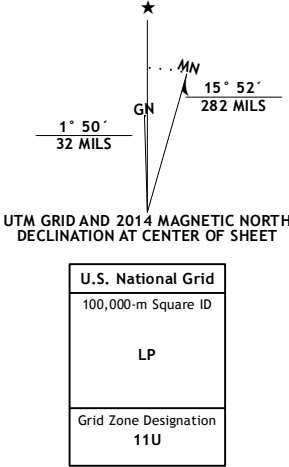 ★
MN
15° 52´
282 MILS
GN
1° 50´
32 MILS
UTM GRID AND 2014 MAGNETIC NORTH
DECLINATION AT CENTER OF SHEET
U.S. National Grid
100,000-m Square ID
LP
Grid Zone Designation
11U